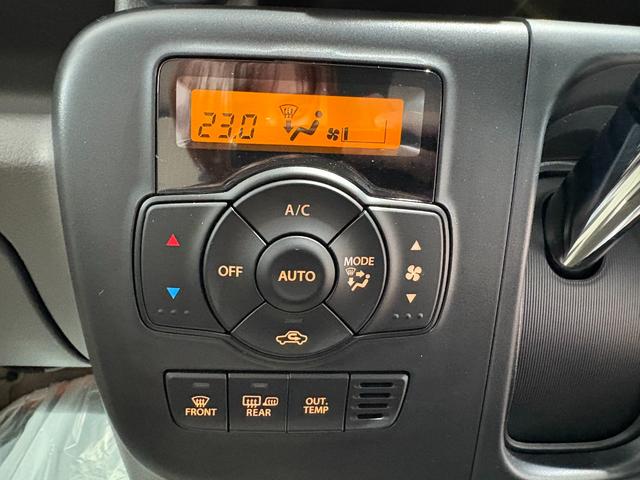 23.0
A/C
OFF
AUTO
MODE
FRONT
REAR
OUT.
TEMP